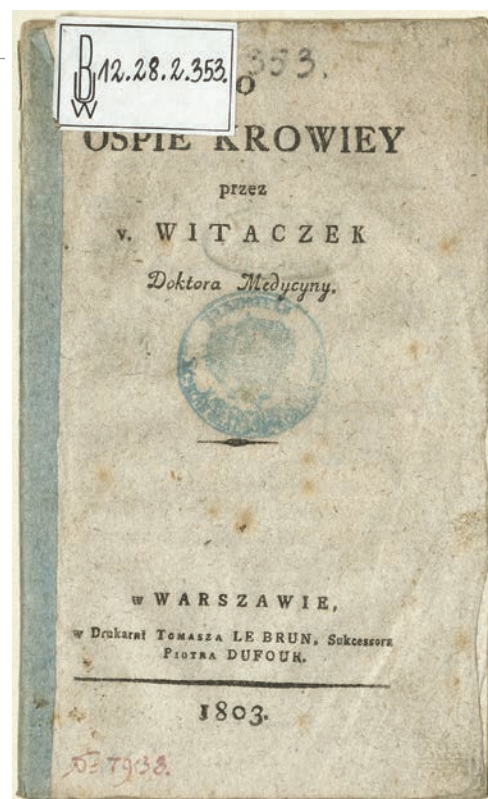 12.28.2.353.
353.
O
OSPIE KROWIEY
przez
v. WITACZEK
Doktora Medycyny.
w WARSZAWIE,
w Drukarni TOMASZA LE BRUN, Sukcessora
PIOTRA DUFOUR.
1803.
№ 7938.